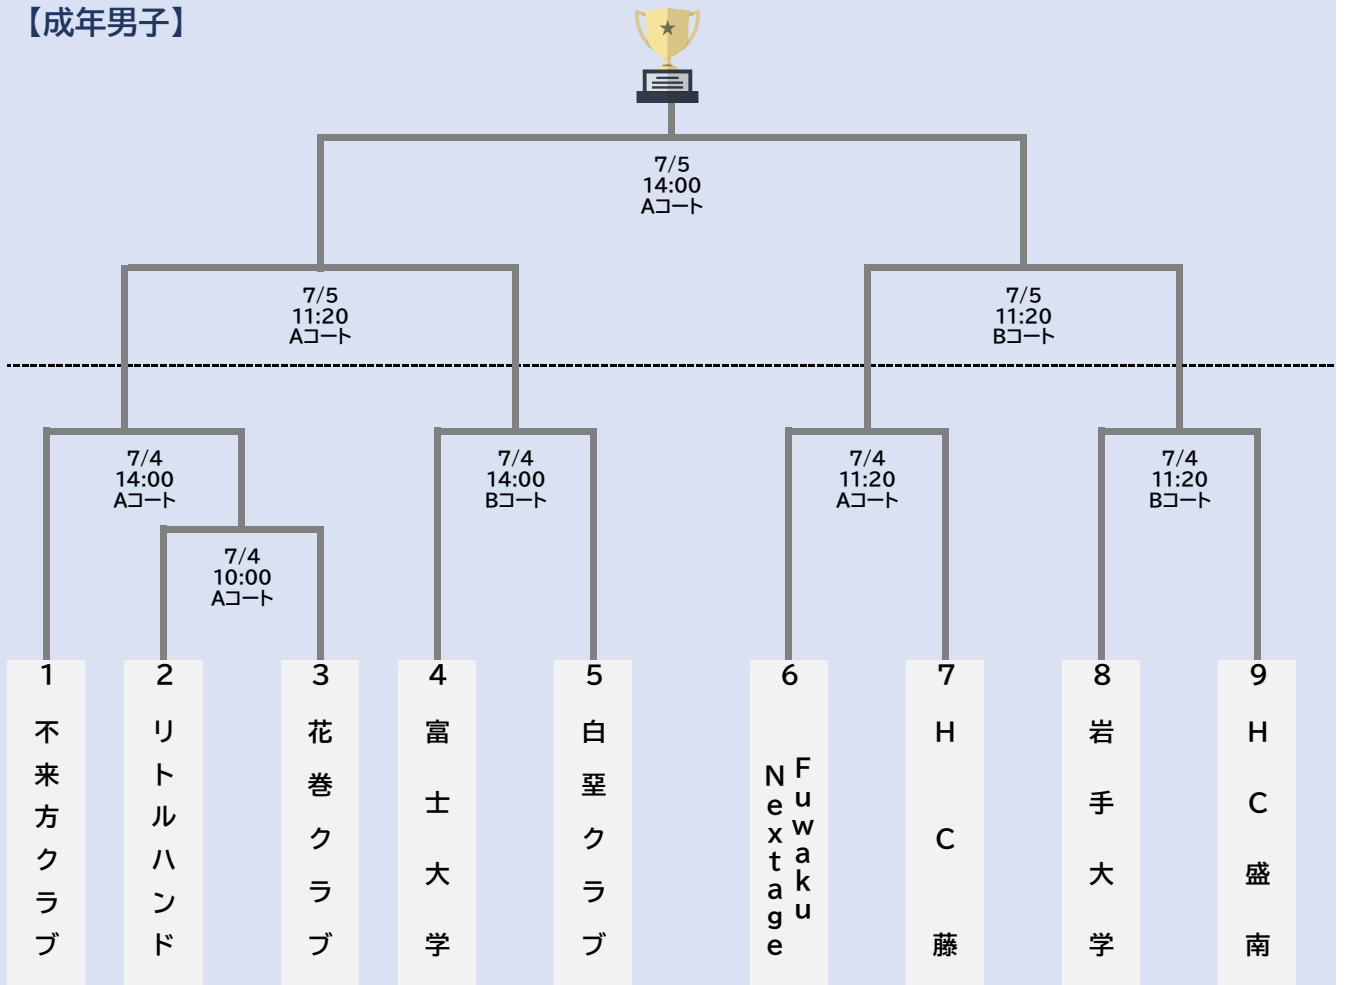 【成年男子】
7/5
14:00
Aコート
7/5
11:20
Aコート
7/5
11:20
Bコート
7/4
14:00
Aコート
7/4
14:00
Bコート
7/4
11:20
Aコート
7/4
11:20
Bコート
7/4
10:00
Aコート
1
不来方クラブ
2
リトルハンド
3
花巻クラブ
4
富士大学
5
白堊クラブ
6
Fuwaku
Nextage
7
HC藤
8
岩手大学
9
HC盛南